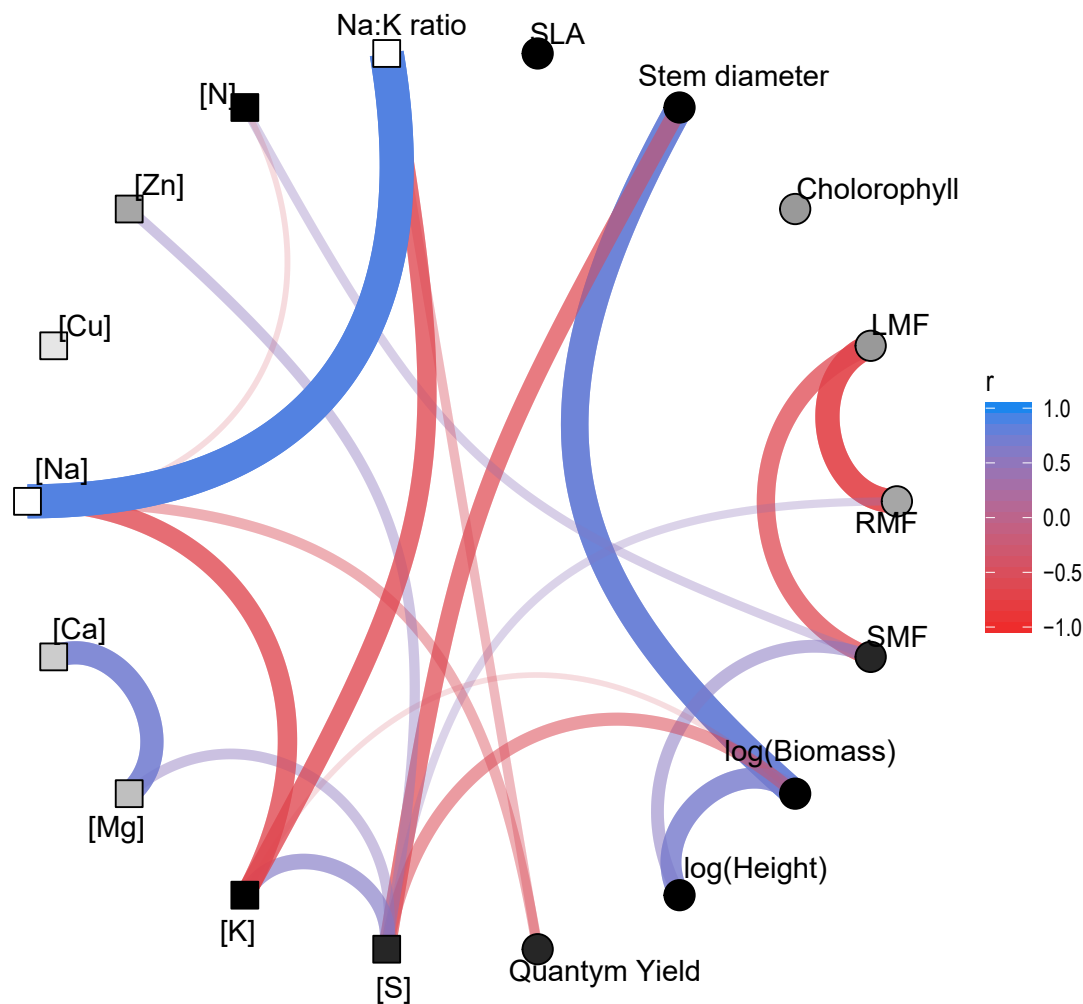 Na:K ratio
SLA
Stem diameter
[N]
[Zn]
Cholorophyll
[Cu]
LMF
r
1.0
0.5
0.0
−0.5
−1.0
[Na]
RMF
[Ca]
SMF
log(Biomass)
[Mg]
log(Height)
[K]
Quantym Yield
[S]